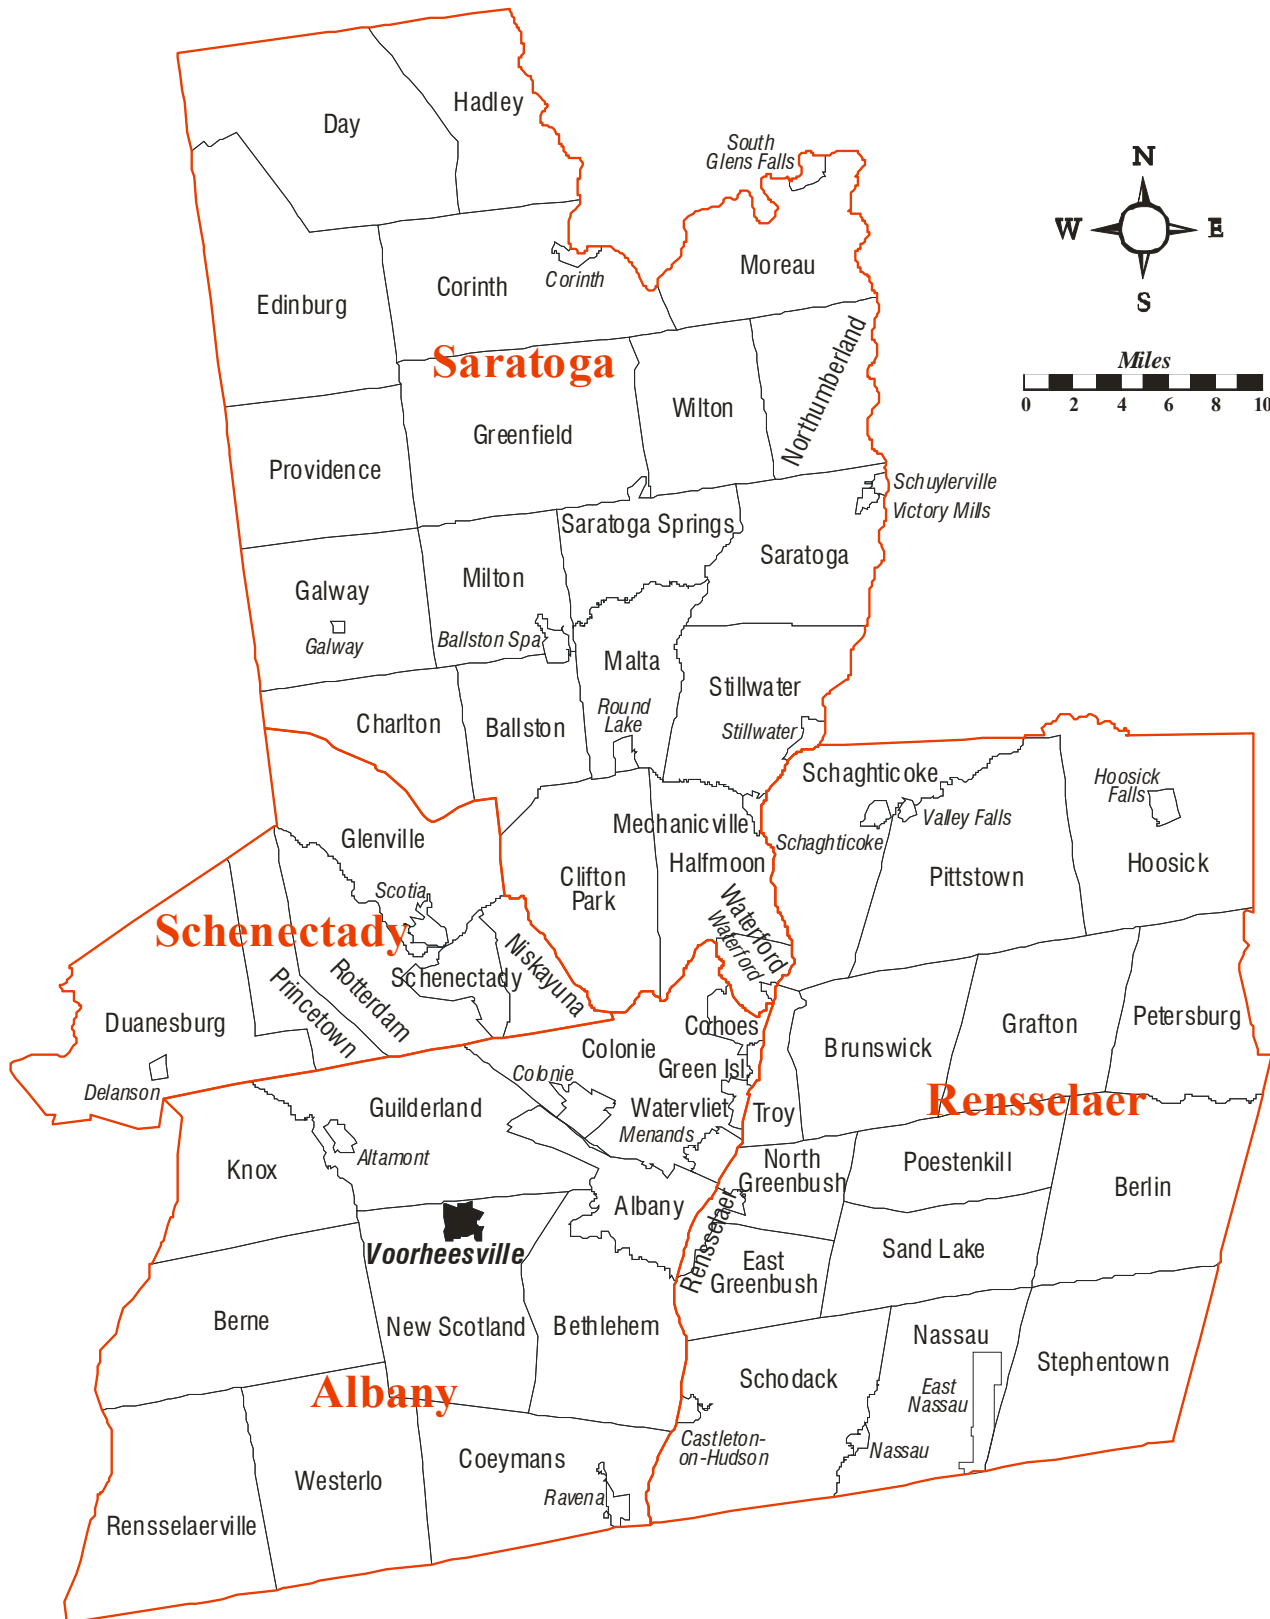 Hadley
Day
South
Glens Falls
N
W
E
S
Moreau
Corinth
Corinth
Edinburg
Miles
0 2 4 6 8 10
Saratoga
Northumberland
Wilton
Greenfield
Providence
Schuylerville
Victory Mills
Saratoga Springs
Saratoga
Milton
Galway
Galway
Ballston Spa
Malta
Stillwater
Round
Lake
Stillwater
Charlton
Ballston
Schaghticoke
Hoosick
Falls
Valley Falls
Schaghticoke
Mechanicville
Glenville
Halfmoon
Hoosick
Pittstown
Clifton
Park
Scotia
Waterford
Waterford
Schenectady
Schenectady
Niskayuna
Rotterdam
Princetown
Duanesburg
Delanson
Cohoes
Colonie
Green Isl.
Colonie
Petersburg
Grafton
Brunswick
Rensselaer
Troy
Watervliet
Menands
Guilderland
Altamont
Knox
North
Greenbush
Poestenkill
Berlin
Albany
Rensselaer
Voorheesville
Sand Lake
East
Greenbush
Berne
New Scotland
Bethlehem
Nassau
Stephentown
Schodack
East
Nassau
Albany
Castleton-
on-Hudson
Nassau
Coeymans
Westerlo
Ravena
Rensselaerville